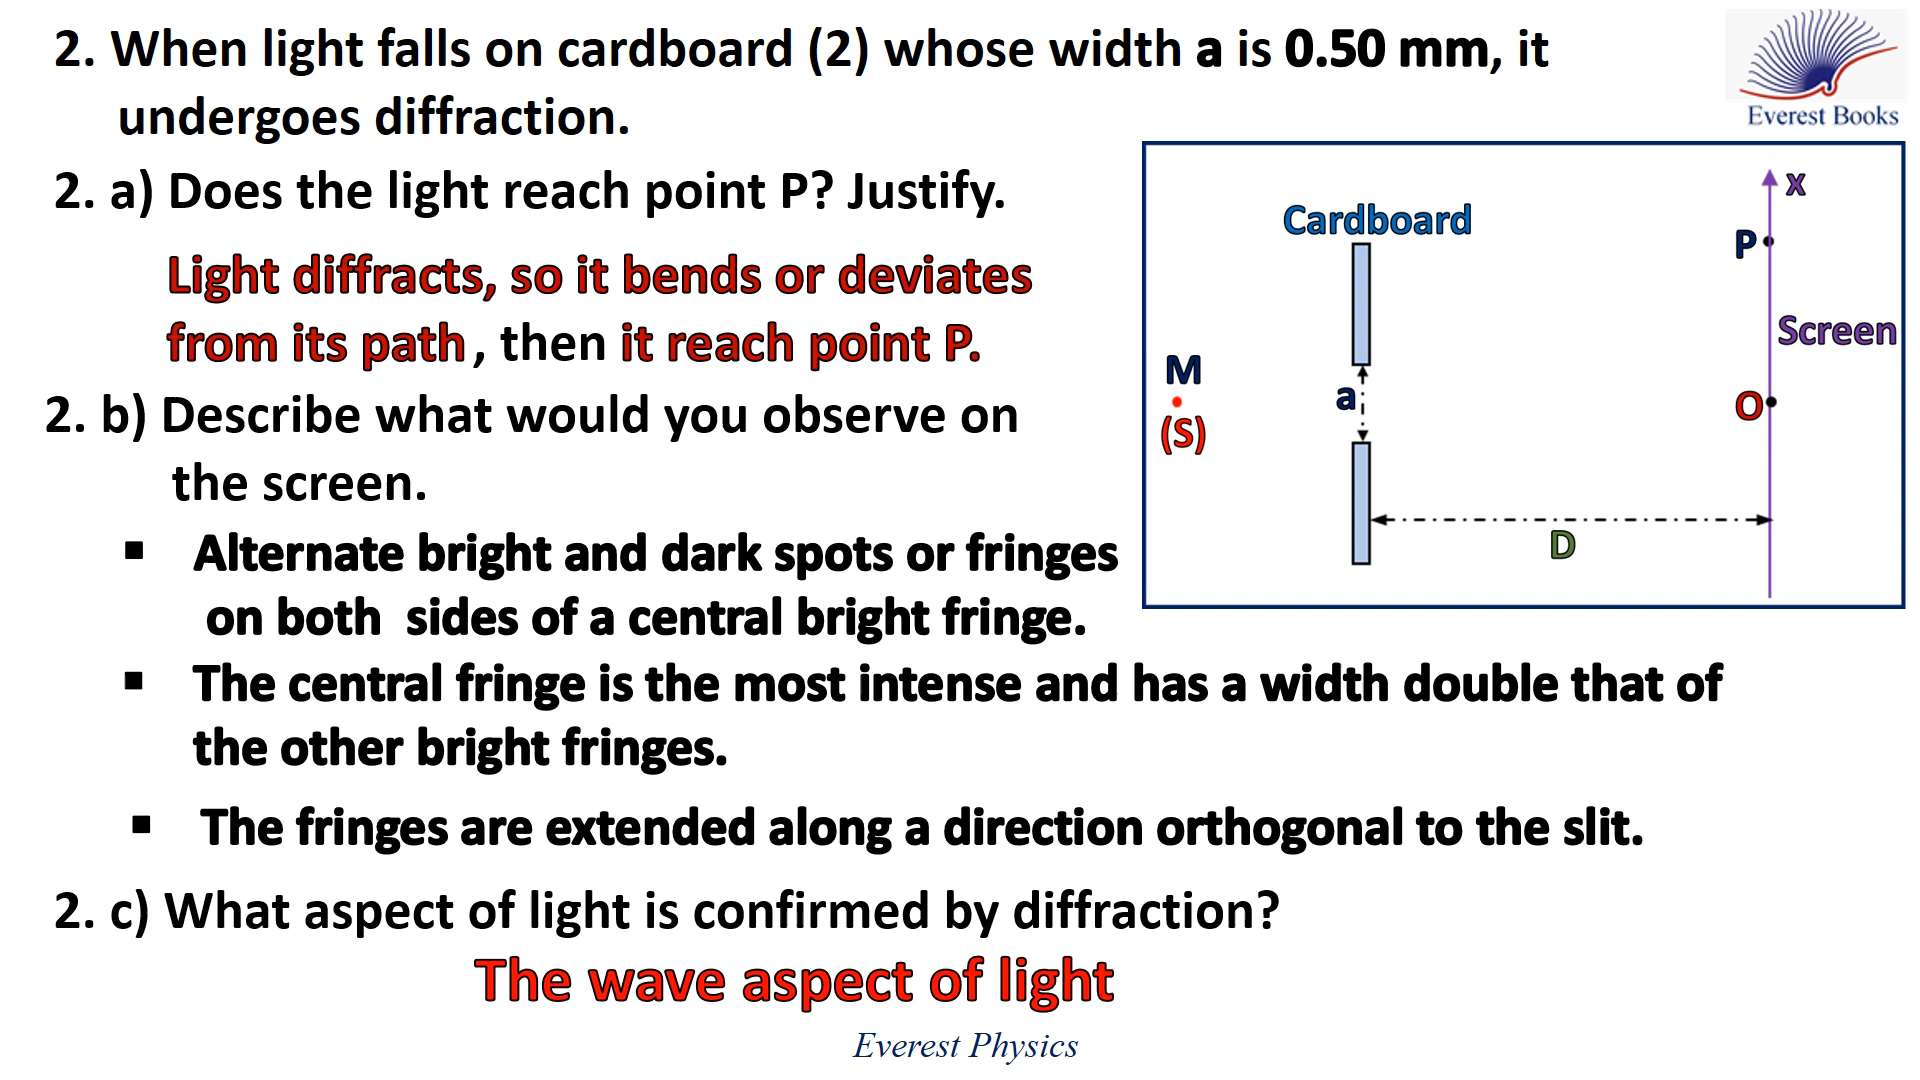 2. When light falls on cardboard (2) whose width a is 0.50 mm, it
undergoes diffraction.
Everest Books
2. a) Does the light reach point P? Justify.
Light diffracts, so it bends or deviates
from its path, then it reach point P.
2. b) Describe what would you observe on
the screen.
▪ Alternate bright and dark spots or fringes
on both sides of a central bright fringe.
▪ The central fringe is the most intense and has a width double that of
the other bright fringes.
▪ The fringes are extended along a direction orthogonal to the slit.
2. c) What aspect of light is confirmed by diffraction?
The wave aspect of light
Everest Physics
x
Cardboard
P
Screen
M
a
O
(S)
D